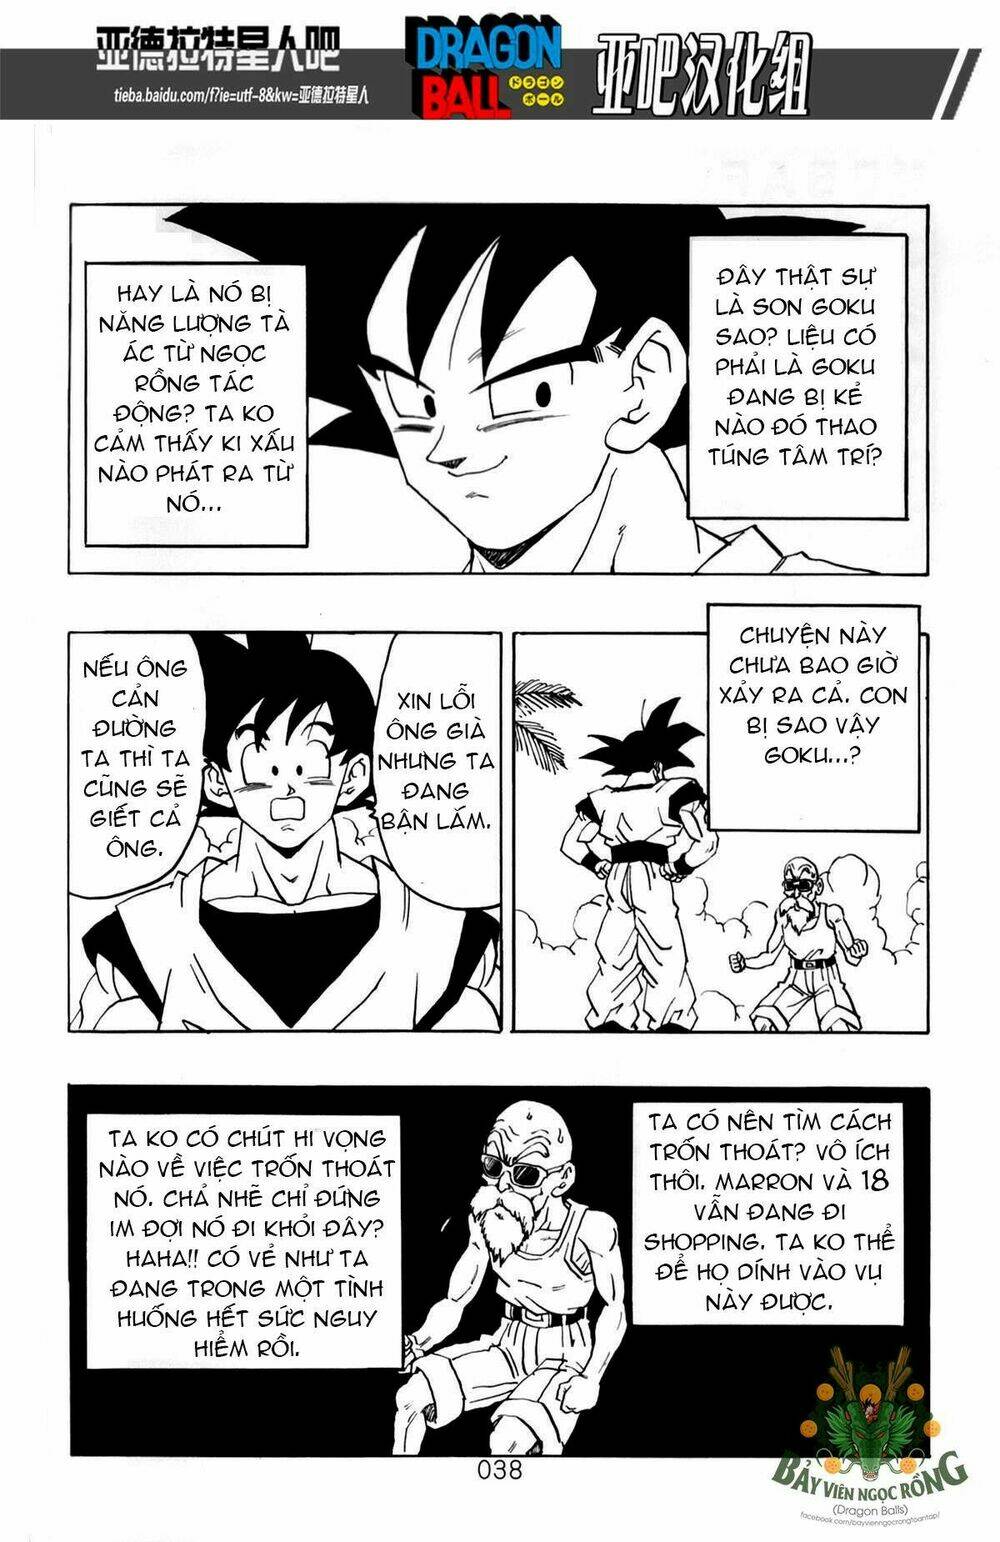 亚德拉特星人吧
tieba.baidu.com/f?ie=utf-8&kw=亚德拉特星人
DRAGON
BALL
ドラゴン
ボール
亚吧汉化组
ĐÂY THẬT SỰ
LÀ SON GOKU
SAO? LIỆU CÓ
PHẢI LÀ GOKU
ĐANG BỊ KẺ
NÀO ĐÓ THAO
TÚNG TÂM TRÍ?
HAY LÀ NÓ BỊ
NĂNG LƯỢNG TÀ
ÁC TỪ NGỌC
RỒNG TÁC
ĐỘNG? TA KO
CẢM THẤY KI XẤU
NÀO PHÁT RA TỪ
NÓ...
CHUYỆN NÀY
CHƯA BAO GIỜ
XẢY RA CẢ. CON
BỊ SAO VẬY
GOKU...?
XIN LỖI
ÔNG GIÀ
NHƯNG TA
ĐANG
BẬN LẮM.
NẾU ÔNG
CẢN
ĐƯỜNG
TA THÌ TA
CŨNG SẼ
GIẾT CẢ
ÔNG.
TA CÓ NÊN TÌM CÁCH
TRỐN THOÁT? VÔ ÍCH
THÔI. MARRON VÀ 18
VẪN ĐANG ĐI
SHOPPING. TA KO THỂ
ĐỂ HỌ DÍNH VÀO VỤ
NÀY ĐƯỢC.
TA KO CÓ CHÚT HI VỌNG
NÀO VỀ VIỆC TRỐN THOÁT
NÓ. CHẢ NHẼ CHỈ ĐỨNG
IM ĐỢI NÓ ĐI KHỎI ĐÂY?
HAHA!! CÓ VẺ NHƯ TA
ĐANG TRONG MỘT TÌNH
HUỐNG HẾT SỨC NGUY
HIỂM RỒI.
038
BẢY VIÊN NGỌC RỒNG
(Dragon Balls)
facebook.com/bayvienngocrongtoantap/